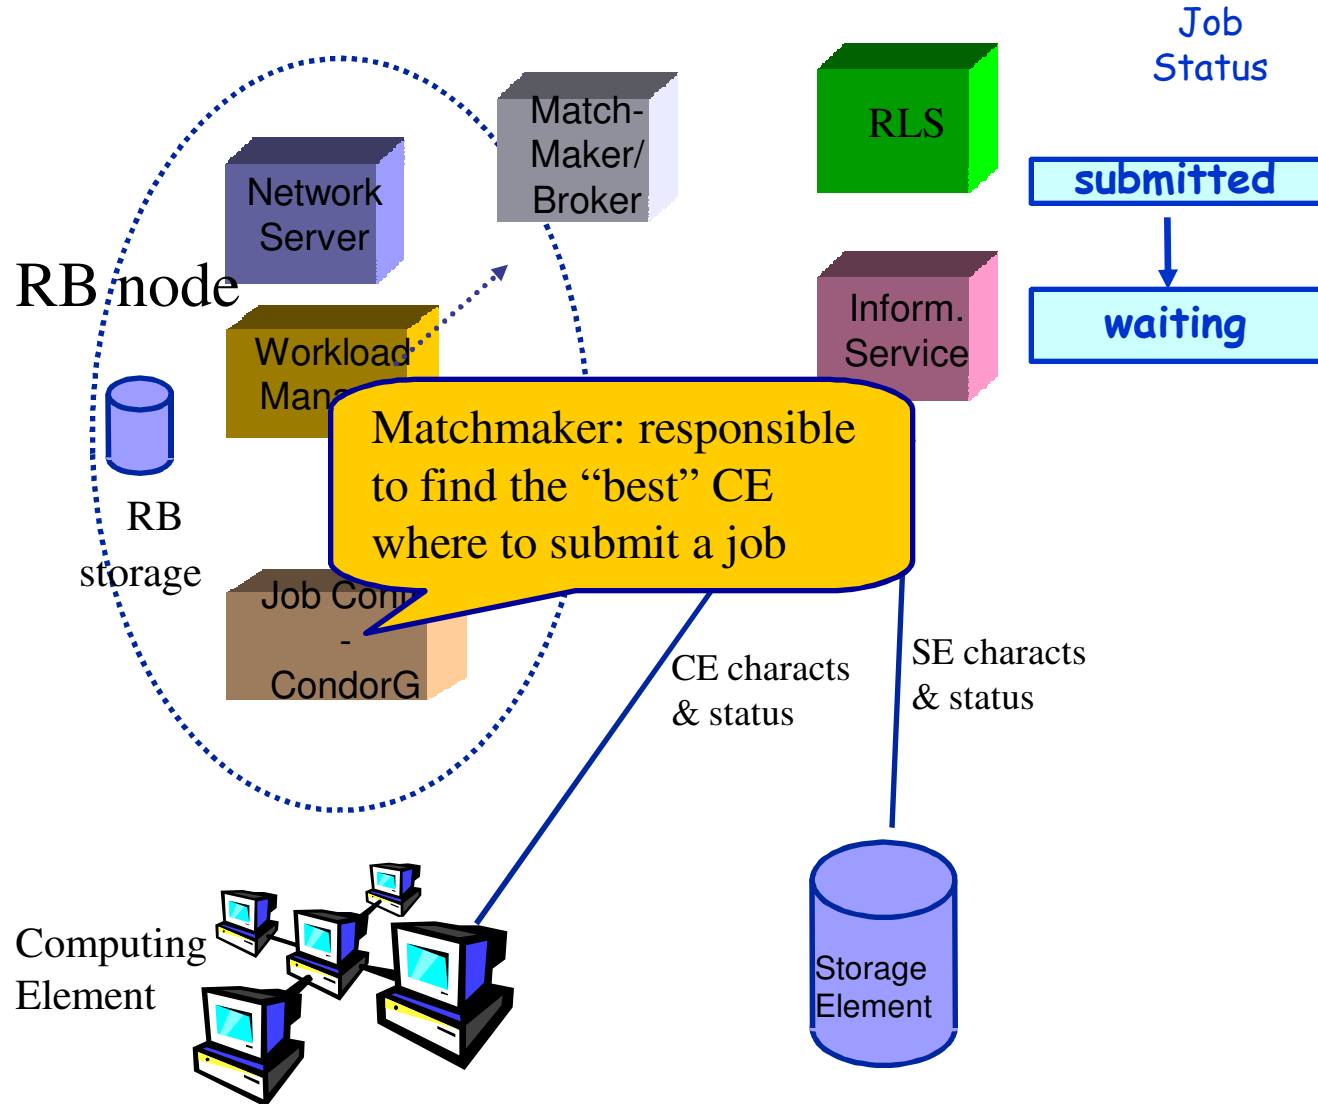 Job
Status
Match-
Maker/
Broker
RLS
Network
Server
submitted
RB node
Inform.
Service
waiting
Workload
Matchmaker: responsible
to find the “best” CE
where to submit a job
RB
storage
Job
-
CondorG
CE characts
& status
SE characts
& status
Computing
Element
Storage
Element